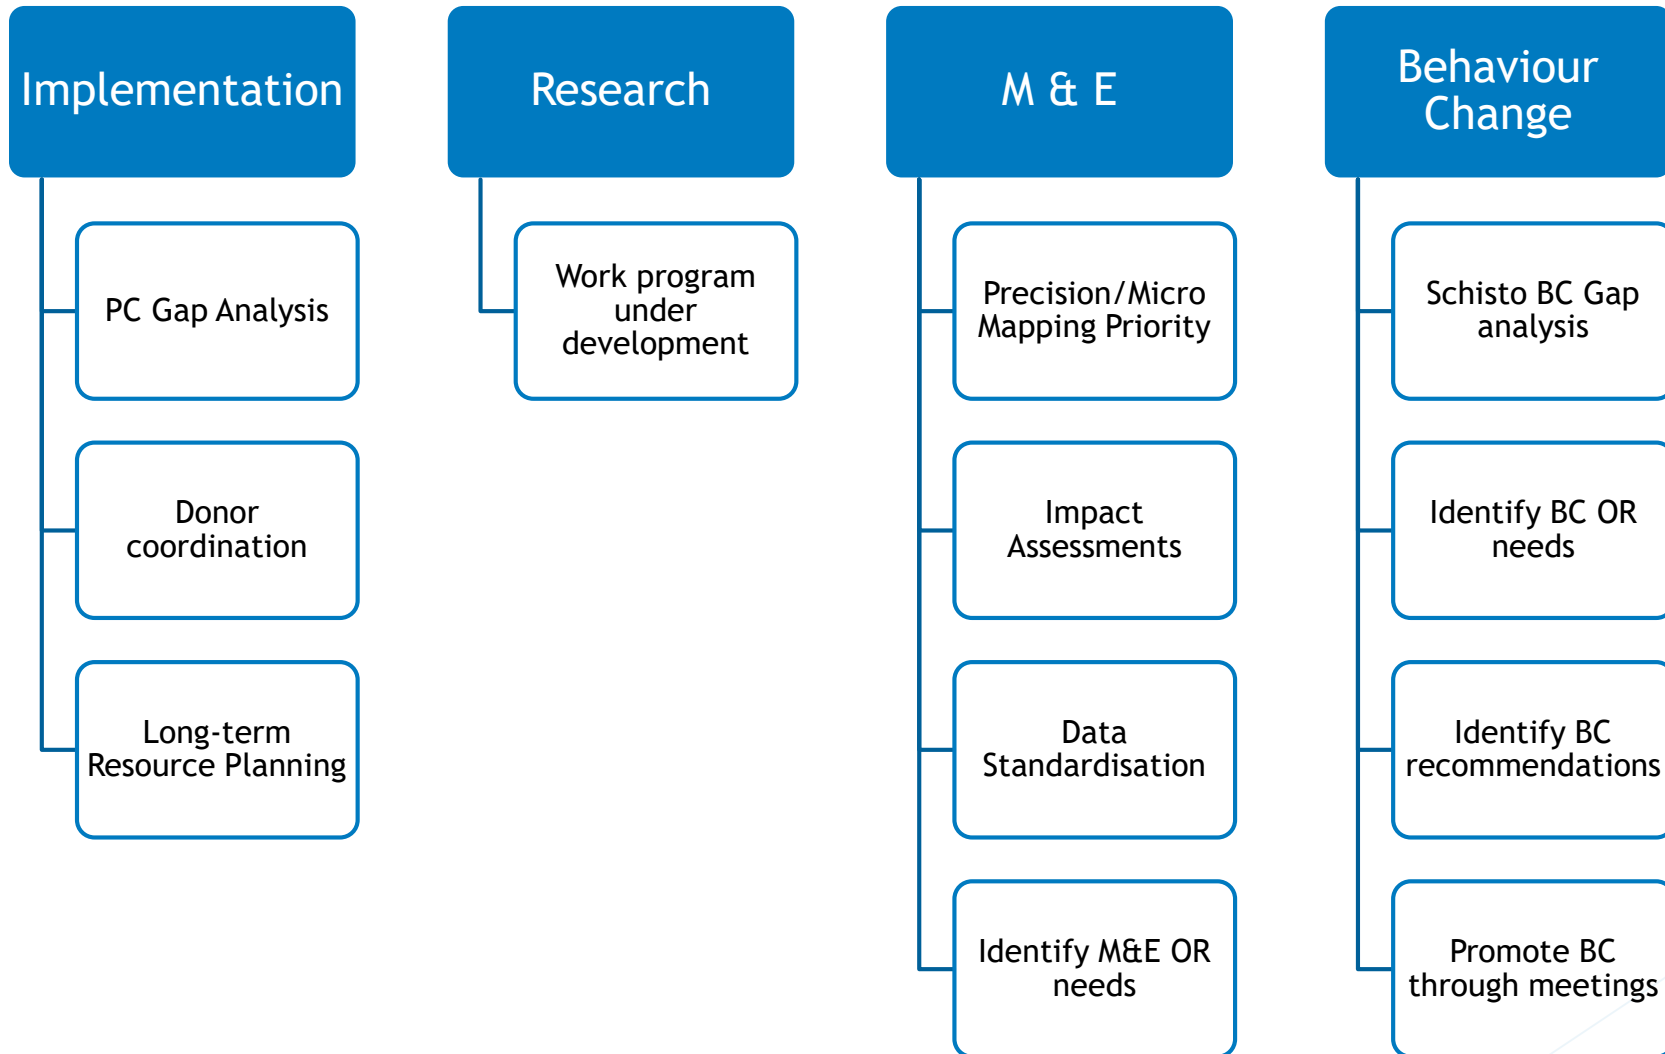 Implementation
PC Gap Analysis
Donor
coordination
Long-term
Resource Planning
Research
Work program
under
development
M & E
Precision/Micro
Mapping Priority
Impact
Assessments
Data
Standardisation
Identify M&E OR
needs
Behaviour
Change
Schisto BC Gap
analysis
Identify BC OR
needs
Identify BC
recommendations
Promote BC
through meetings